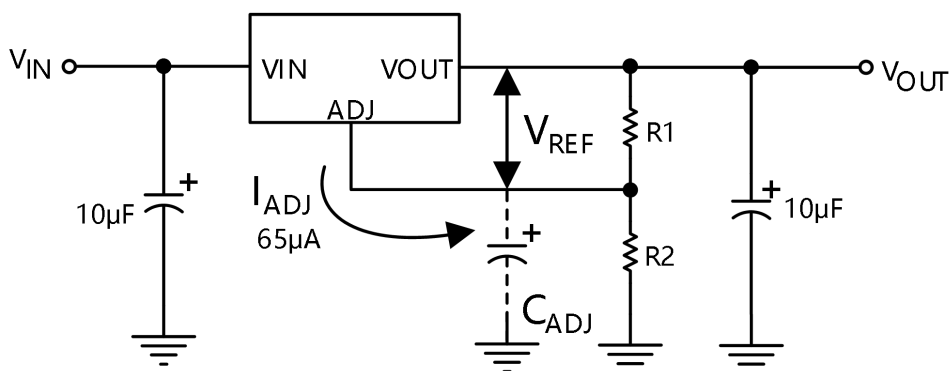 VIN
VIN
VOUT
ADJ
VOUT
VREF
R1
10μF
+
IADJ
65μA
+
CADJ
R2
+
10μF